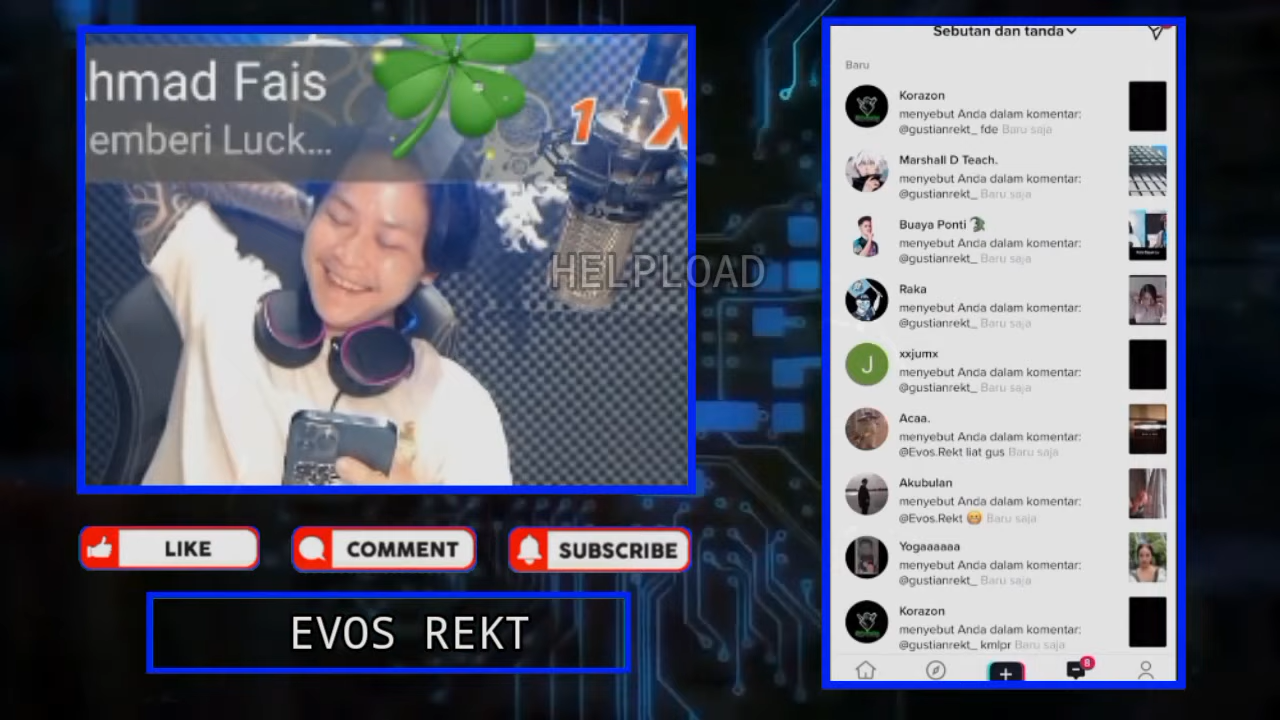 hmad Fais
emberi Luck...
1 X
HELPLOAD
LIKE
COMMENT
SUBSCRIBE
EVOS REKT
Sebutan dan tanda
Baru
Korazon
menyebut Anda dalam komentar:
@gustianrekt_ fde Baru saja
Marshall D Teach.
menyebut Anda dalam komentar:
@gustianrekt_ Baru saja
Buaya Ponti 🐊
menyebut Anda dalam komentar:
@gustianrekt_ Baru saja
Raka
menyebut Anda dalam komentar:
@gustianrekt_ Baru saja
J
xxjumx
menyebut Anda dalam komentar:
@gustianrekt_ Baru saja
Acaa.
menyebut Anda dalam komentar:
@Evos.Rekt liat gus Baru saja
Akubulan
menyebut Anda dalam komentar:
@Evos.Rekt 😁 Baru saja
Yogaaaaaa
menyebut Anda dalam komentar:
@gustianrekt_ Baru saja
Korazon
menyebut Anda dalam komentar:
@gustianrekt_ kmlpr Baru saja
8